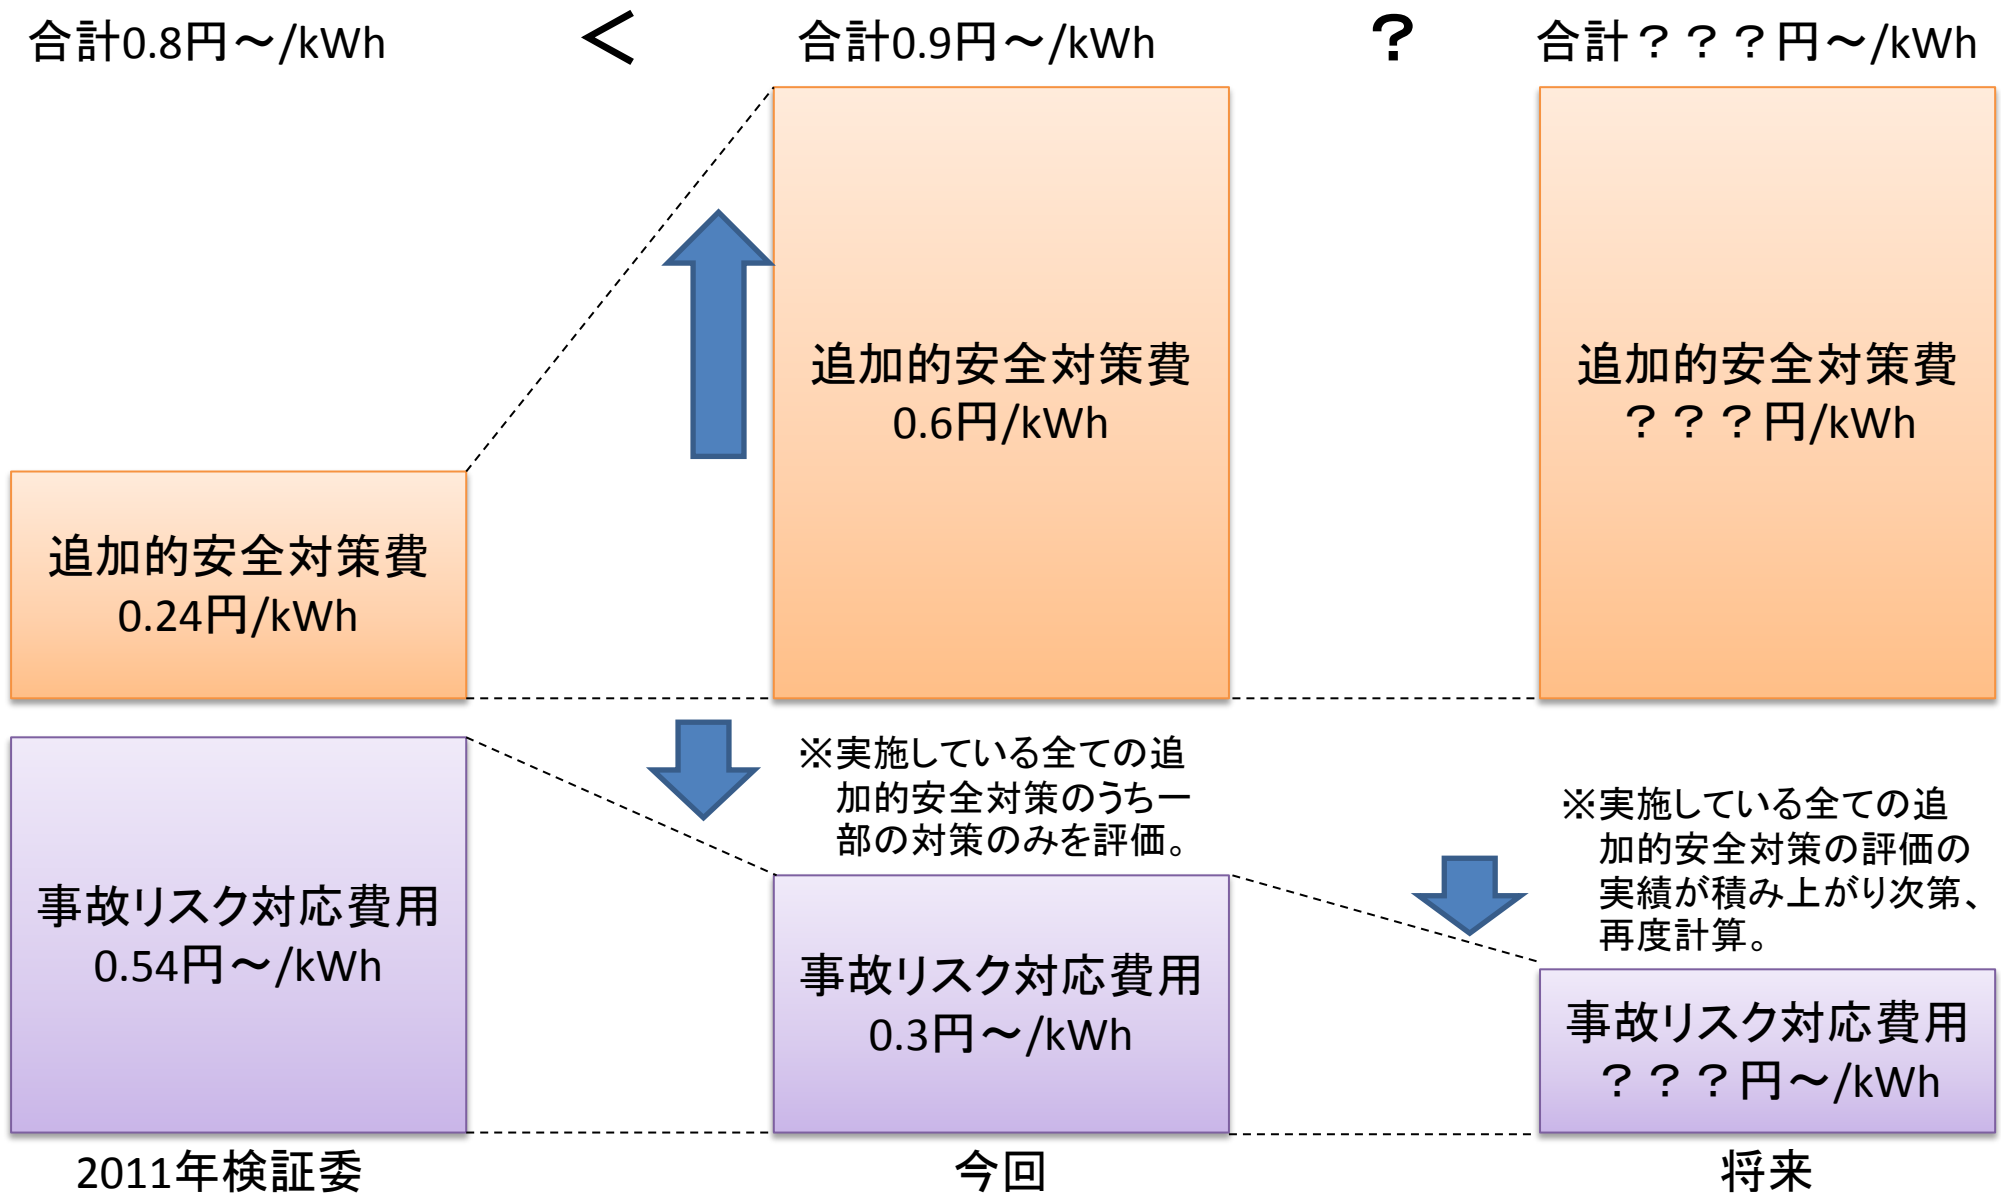 合計0.8円～/kWh
＜
合計0.9円～/kWh
？
合計？？？円～/kWh
追加的安全対策費
0.24円/kWh
追加的安全対策費
0.6円/kWh
追加的安全対策費
？？？円/kWh
事故リスク対応費用
0.54円～/kWh
※実施している全ての追
加的安全対策のうち一
部の対策のみを評価。
事故リスク対応費用
0.3円～/kWh
※実施している全ての追
加的安全対策の評価の
実績が積み上がり次第、
再度計算。
事故リスク対応費用
？？？円～/kWh
2011年検証委
今回
将来